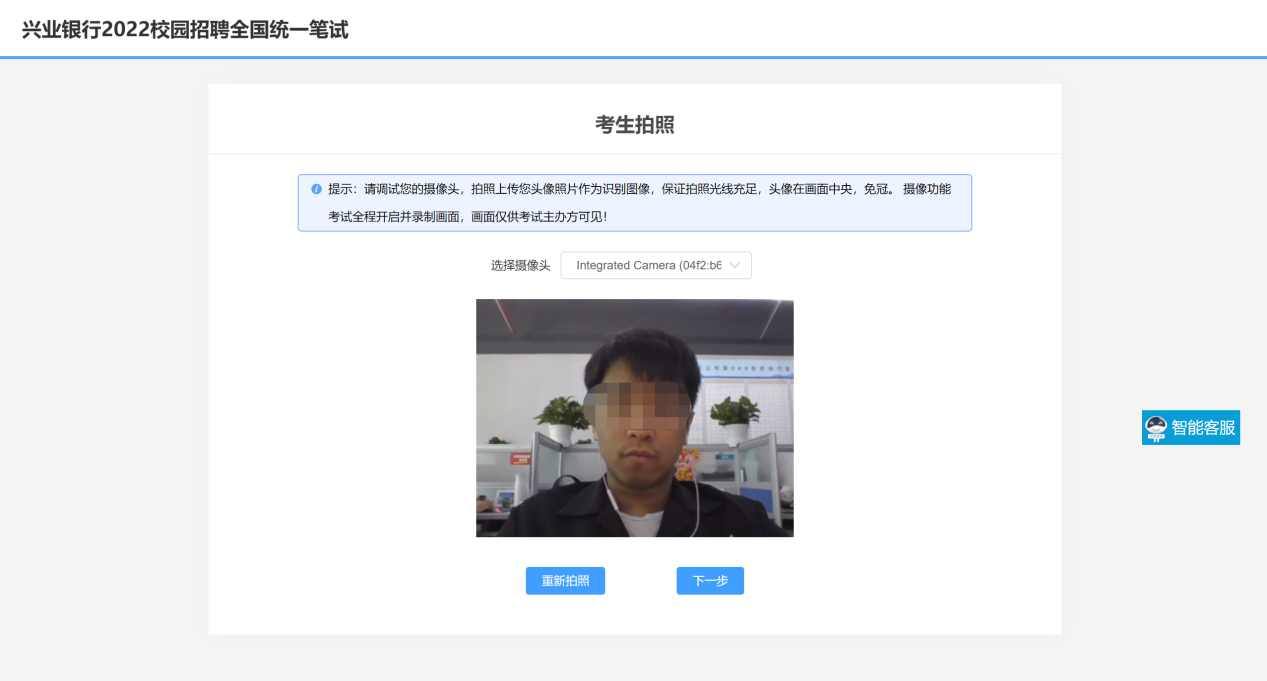 兴业银行2022校园招聘全国统一笔试
考生拍照
提示：请调试您的摄像头，拍照上传您头像照片作为识别图像，保证拍照光线充足，头像在画面中央，免冠。 摄像功能
考试全程开启并录制画面，画面仅供考试主办方可见！
选择摄像头 Integrated Camera (04f2:b6
智能客服
重新拍照 下一步